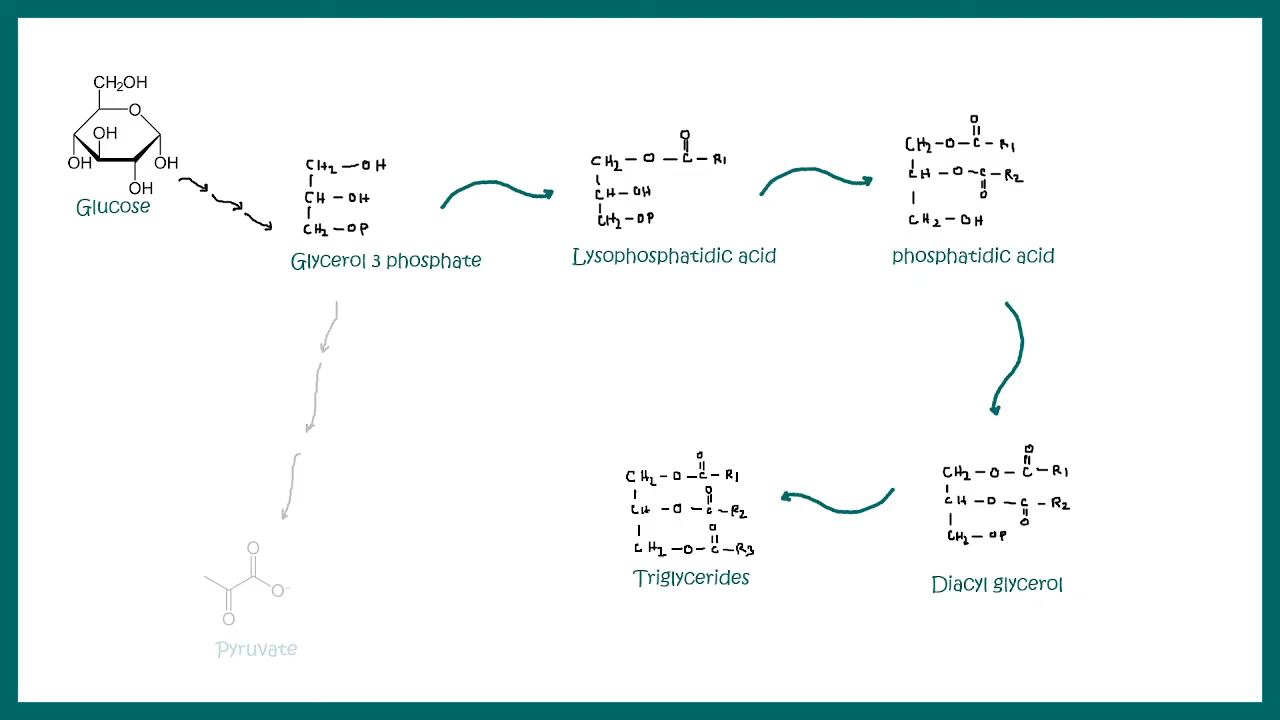 CH₂OH
O
OH
OH
OH
OH
Glucose
CH₂ — OH
CH — OH
CH₂ — OP
Glycerol 3 phosphate
O
CH₂ — O — C — R₁
CH — OH
CH₂ — OP
Lysophosphatidic acid
O
CH₂ — O — C — R₁
CH — O — C — R₂
O
CH₂ — OH
phosphatidic acid
O
CH₂ — O — C — R₁
O
CH — O — C — R₂
O
CH₂ — O — C — R₃
Triglycerides
O
CH₂ — O — C — R₁
CH — O — C — R₂
O
CH₂ — OP
Diacyl glycerol
O
O⁻
O
Pyruvate